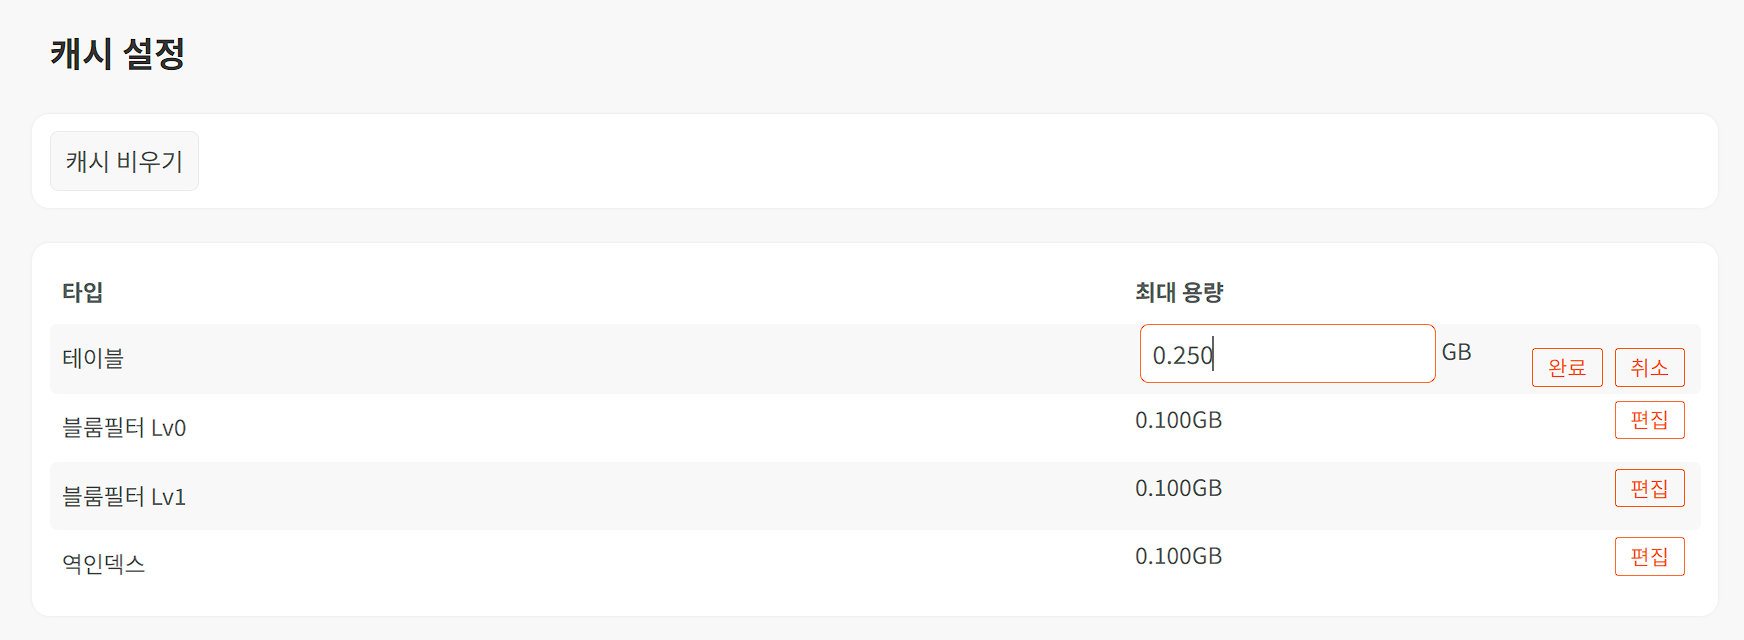 캐시 설정
캐시 비우기
타입 최대 용량
테이블 0.250 GB 완료 취소
블룸필터 Lv0 0.100GB 편집
블룸필터 Lv1 0.100GB 편집
역인덱스 0.100GB 편집